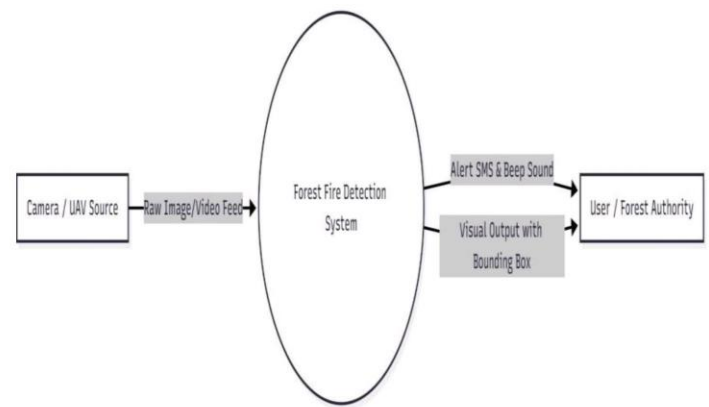 Camera / UAV Source
Raw Image/Video Feed
Forest Fire Detection
System
Alert SMS & Beep Sound
Visual Output with
Bounding Box
User / Forest Authority